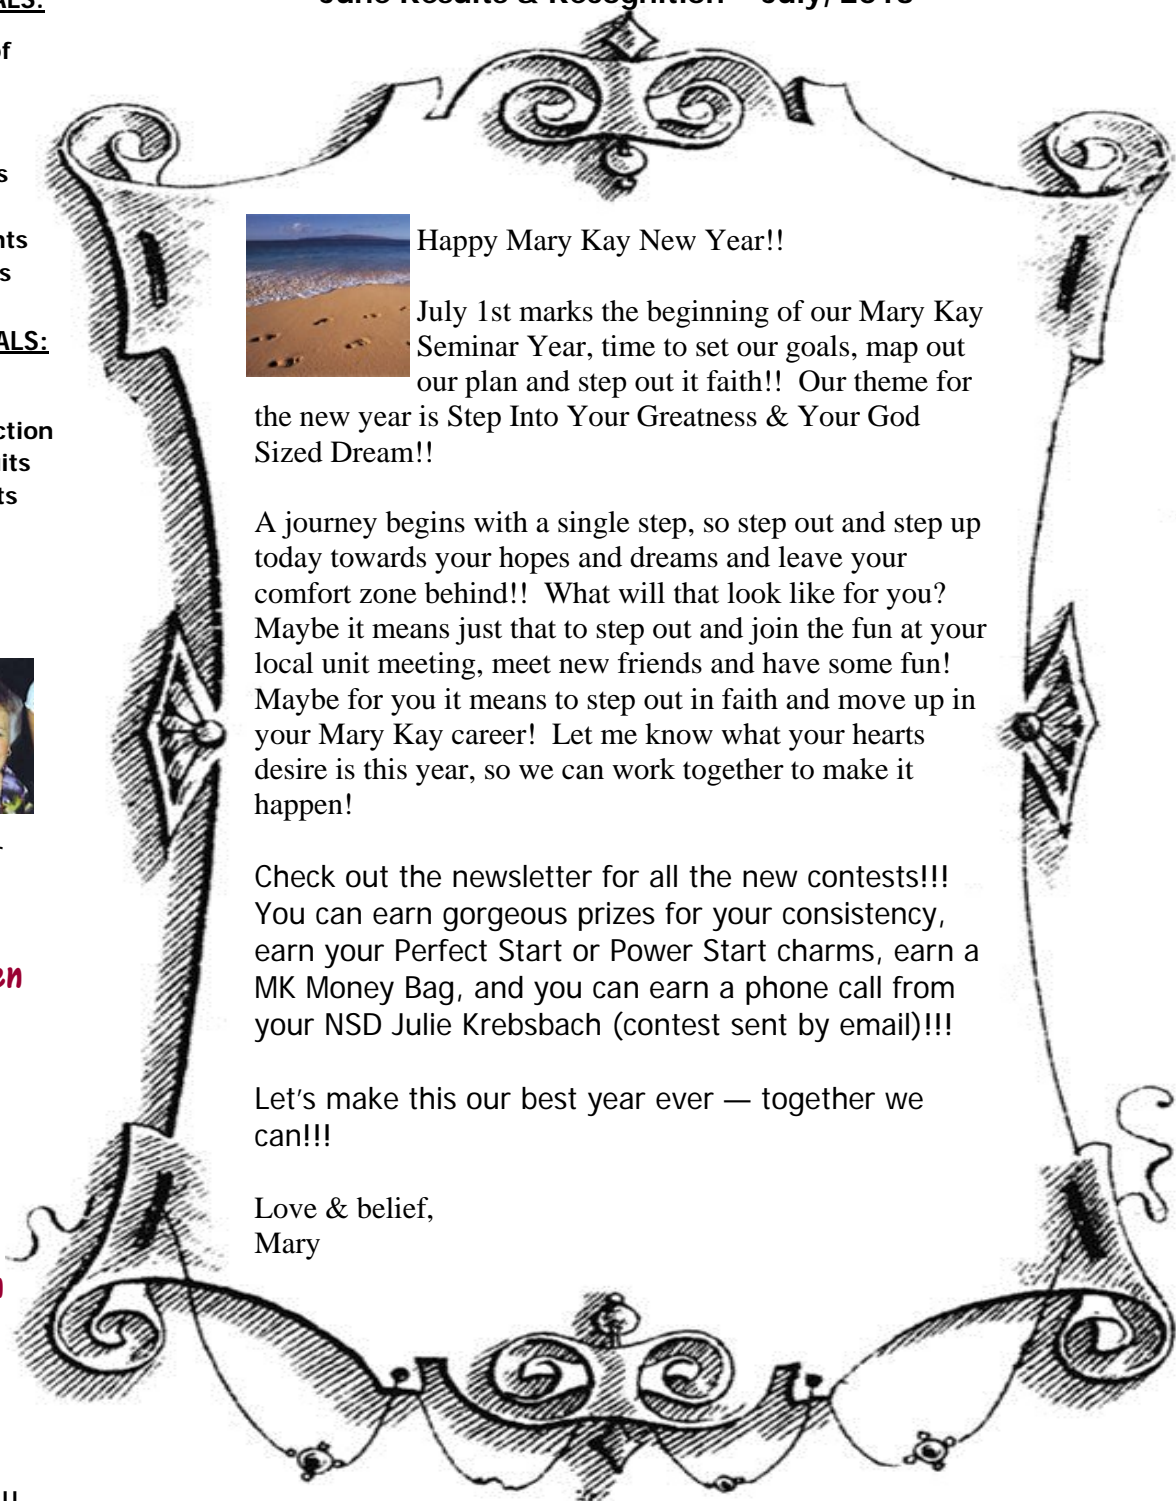 Happy Mary Kay New Year!!
July 1st marks the beginning of our Mary Kay
Seminar Year, time to set our goals, map out
our plan and step out it faith!!  Our theme for
the new year is Step Into Your Greatness & Your God
Sized Dream!!
A journey begins with a single step, so step out and step up
today towards your hopes and dreams and leave your
comfort zone behind!!  What will that look like for you?
Maybe it means just that to step out and join the fun at your
local unit meeting, meet new friends and have some fun!
Maybe for you it means to step out in faith and move up in
your Mary Kay career!  Let me know what your hearts
desire is this year, so we can work together to make it
happen!
Check out the newsletter for all the new contests!!!
You can earn gorgeous prizes for your consistency,
earn your Perfect Start or Power Start charms, earn a
MK Money Bag, and you can earn a phone call from
your NSD Julie Krebsbach (contest sent by email)!!!
Let's make this our best year ever — together we
can!!!
Love & belief,
Mary